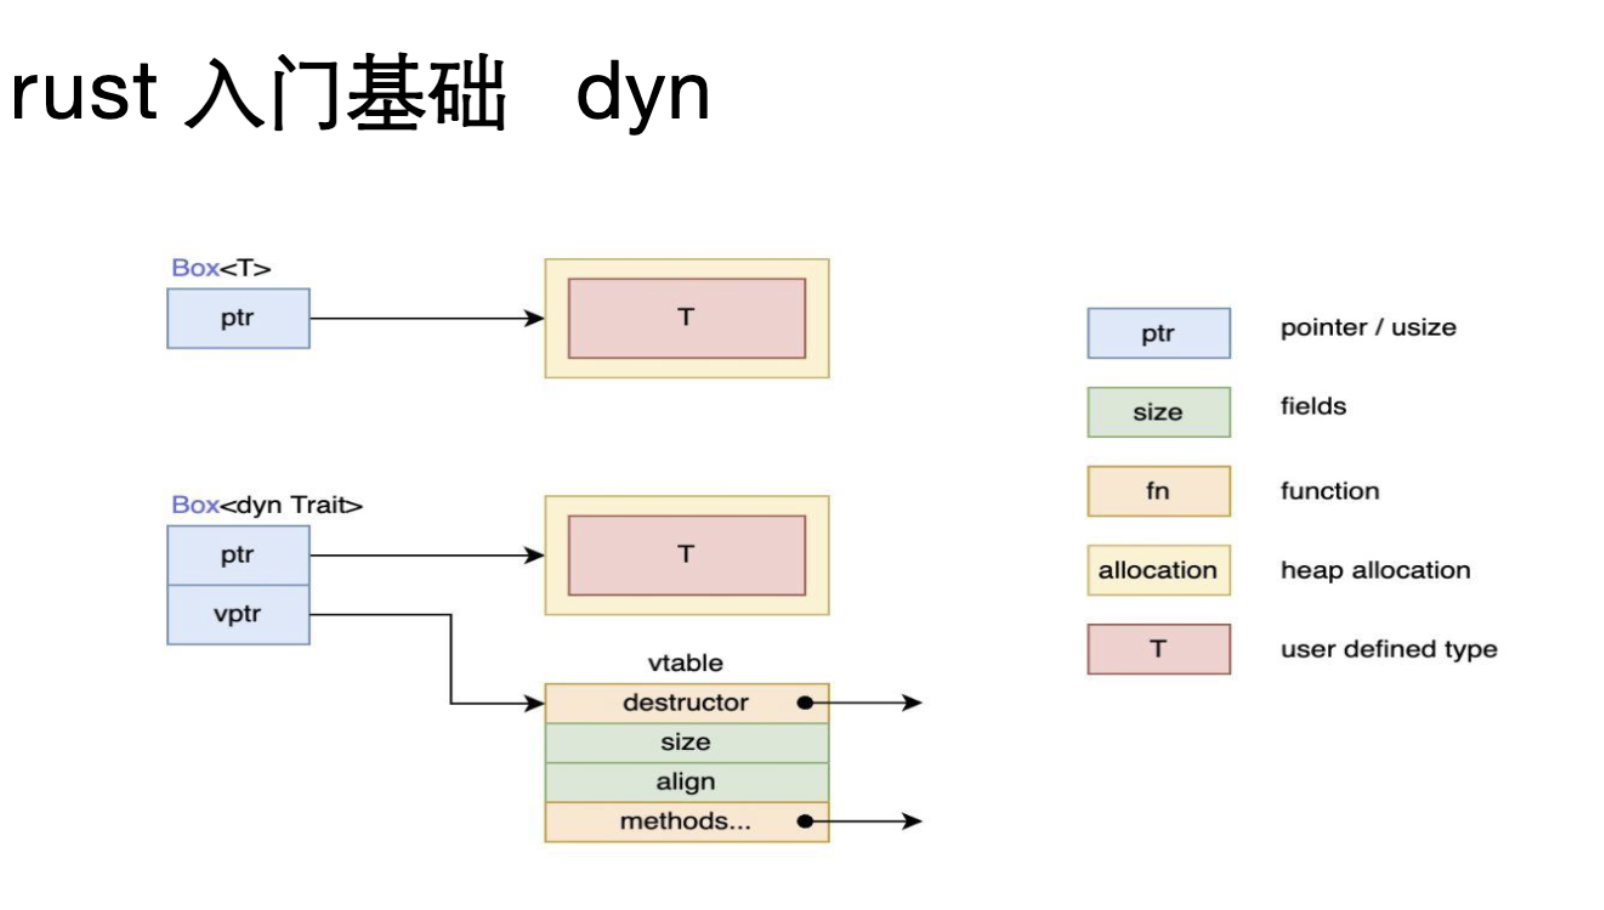 rust 入门基础 dyn
Box<T>
ptr
T
Box<dyn Trait>
ptr
T
vptr
vtable
destructor
size
align
methods...
ptr pointer / usize
size fields
fn function
allocation heap allocation
T user defined type